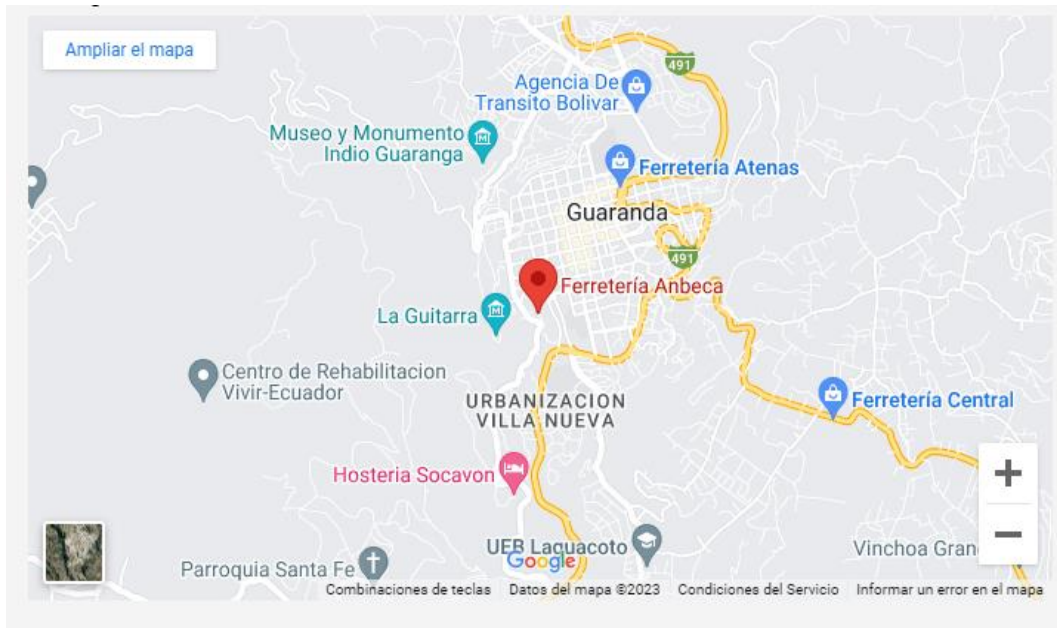 Ampliar el mapa
491
Agencia De
Transito Bolivar
Museo y Monumento
Indio Guaranga
Ferretería Atenas
Guaranda
491
Ferretería Anbeca
La Guitarra
Centro de Rehabilitacion
Vivir-Ecuador
URBANIZACION
VILLA NUEVA
Ferretería Central
Hosteria Socavon
UEB Laguacoto
Vinchoa Gran
Google
Parroquia Santa Fe
Combinaciones de teclas
Datos del mapa ©2023
Condiciones del Servicio
Informar un error en el mapa